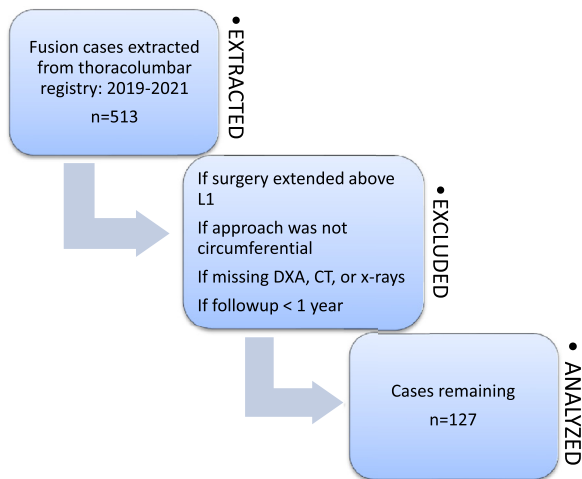 Fusion cases extracted
from thoracolumbar
registry: 2019-2021
n=513
• EXTRACTED
If surgery extended above
L1
If approach was not
circumferential
If missing DXA, CT, or x-rays
If followup < 1 year
• EXCLUDED
Cases remaining
n=127
• ANALYZED